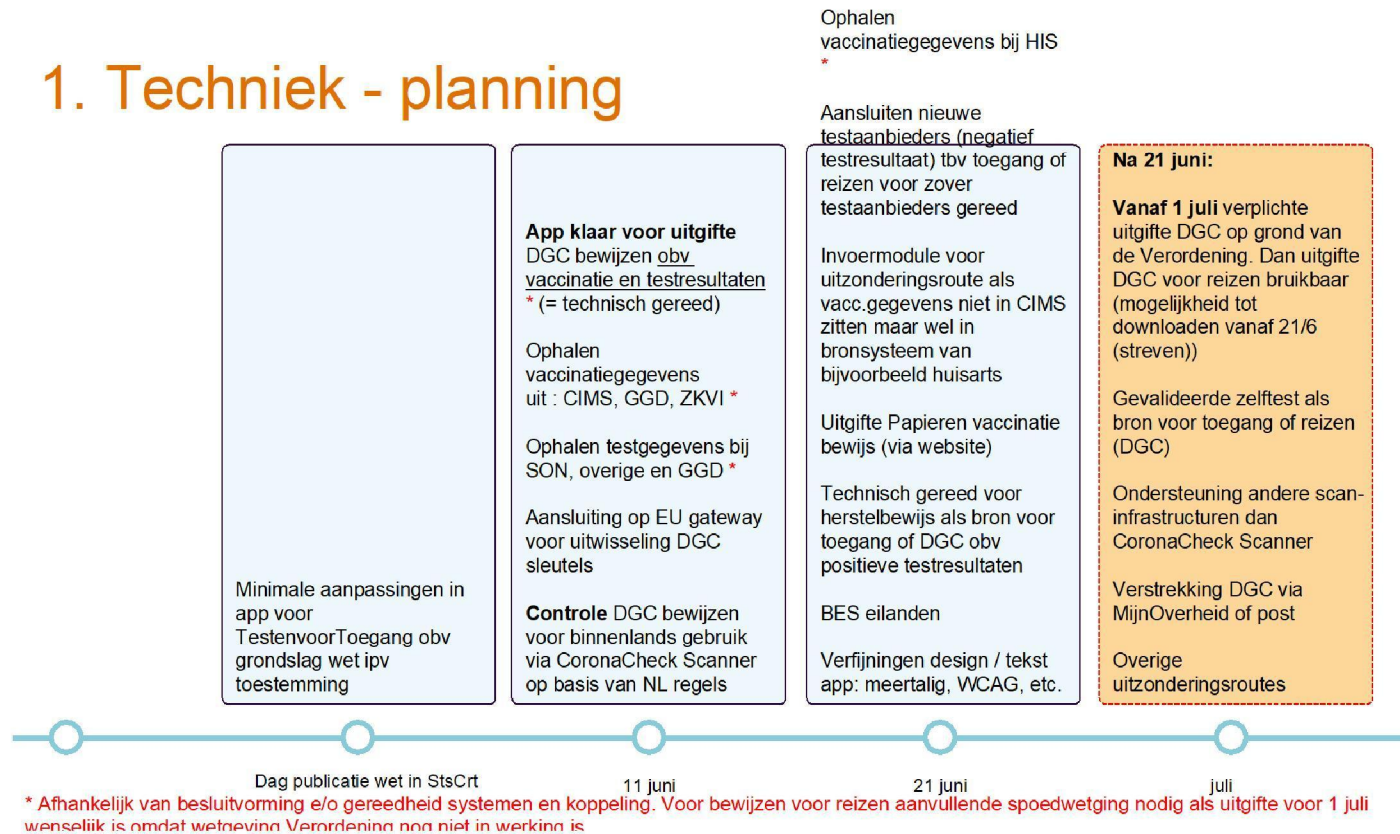 1. Techniek - planning
Minimale aanpassingen in
app voor
TestenvoorToegang obv
grondslag wet ipv
toestemming
App klaar voor uitgifte
DGC bewijzen obv
vaccinatie en testresultaten
* (= technisch gereed)
Ophalen
vaccinatiegegevens
uit : CIMS, GGD, ZKVI *
Ophalen testgegevens bij
SON, overige en GGD *
Aansluiting op EU gateway
voor uitwisseling DGC
sleutels
Controle DGC bewijzen
voor binnenlands gebruik
via CoronaCheck Scanner
op basis van NL regels
Ophalen
vaccinatiegegevens bij HIS
*
Aansluiten nieuwe
testaanbieders (negatief
testresultaat) tbv toegang of
reizen voor zover
testaanbieders gereed
Invoermodule voor
uitzonderingsroute als
vacc.gegevens niet in CIMS
zitten maar wel in
bronsysteem van
bijvoorbeeld huisarts
Uitgifte Papieren vaccinatie
bewijs (via website)
Technisch gereed voor
herstelbewijs als bron voor
toegang of DGC obv
positieve testresultaten
BES eilanden
Verfijningen design / tekst
app: meertalig, WCAG, etc.
Na 21 juni:
Vanaf 1 juli verplichte
uitgifte DGC op grond van
de Verordening. Dan uitgifte
DGC voor reizen bruikbaar
(mogelijkheid tot
downloaden vanaf 21/6
(streven))
Gevalideerde zelftest als
bron voor toegang of reizen
(DGC)
Ondersteuning andere scan-
infrastructuren dan
CoronaCheck Scanner
Verstrekking DGC via
MijnOverheid of post
Overige
uitzonderingsroutes
Dag publicatie wet in StsCrt
11 juni
21 juni
juli
* Afhankelijk van besluitvorming e/o gereedheid systemen en koppeling. Voor bewijzen voor reizen aanvullende spoedwetging nodig als uitgifte voor 1 juli
wenselijk is omdat wetgeving Verordening nog niet in werking is